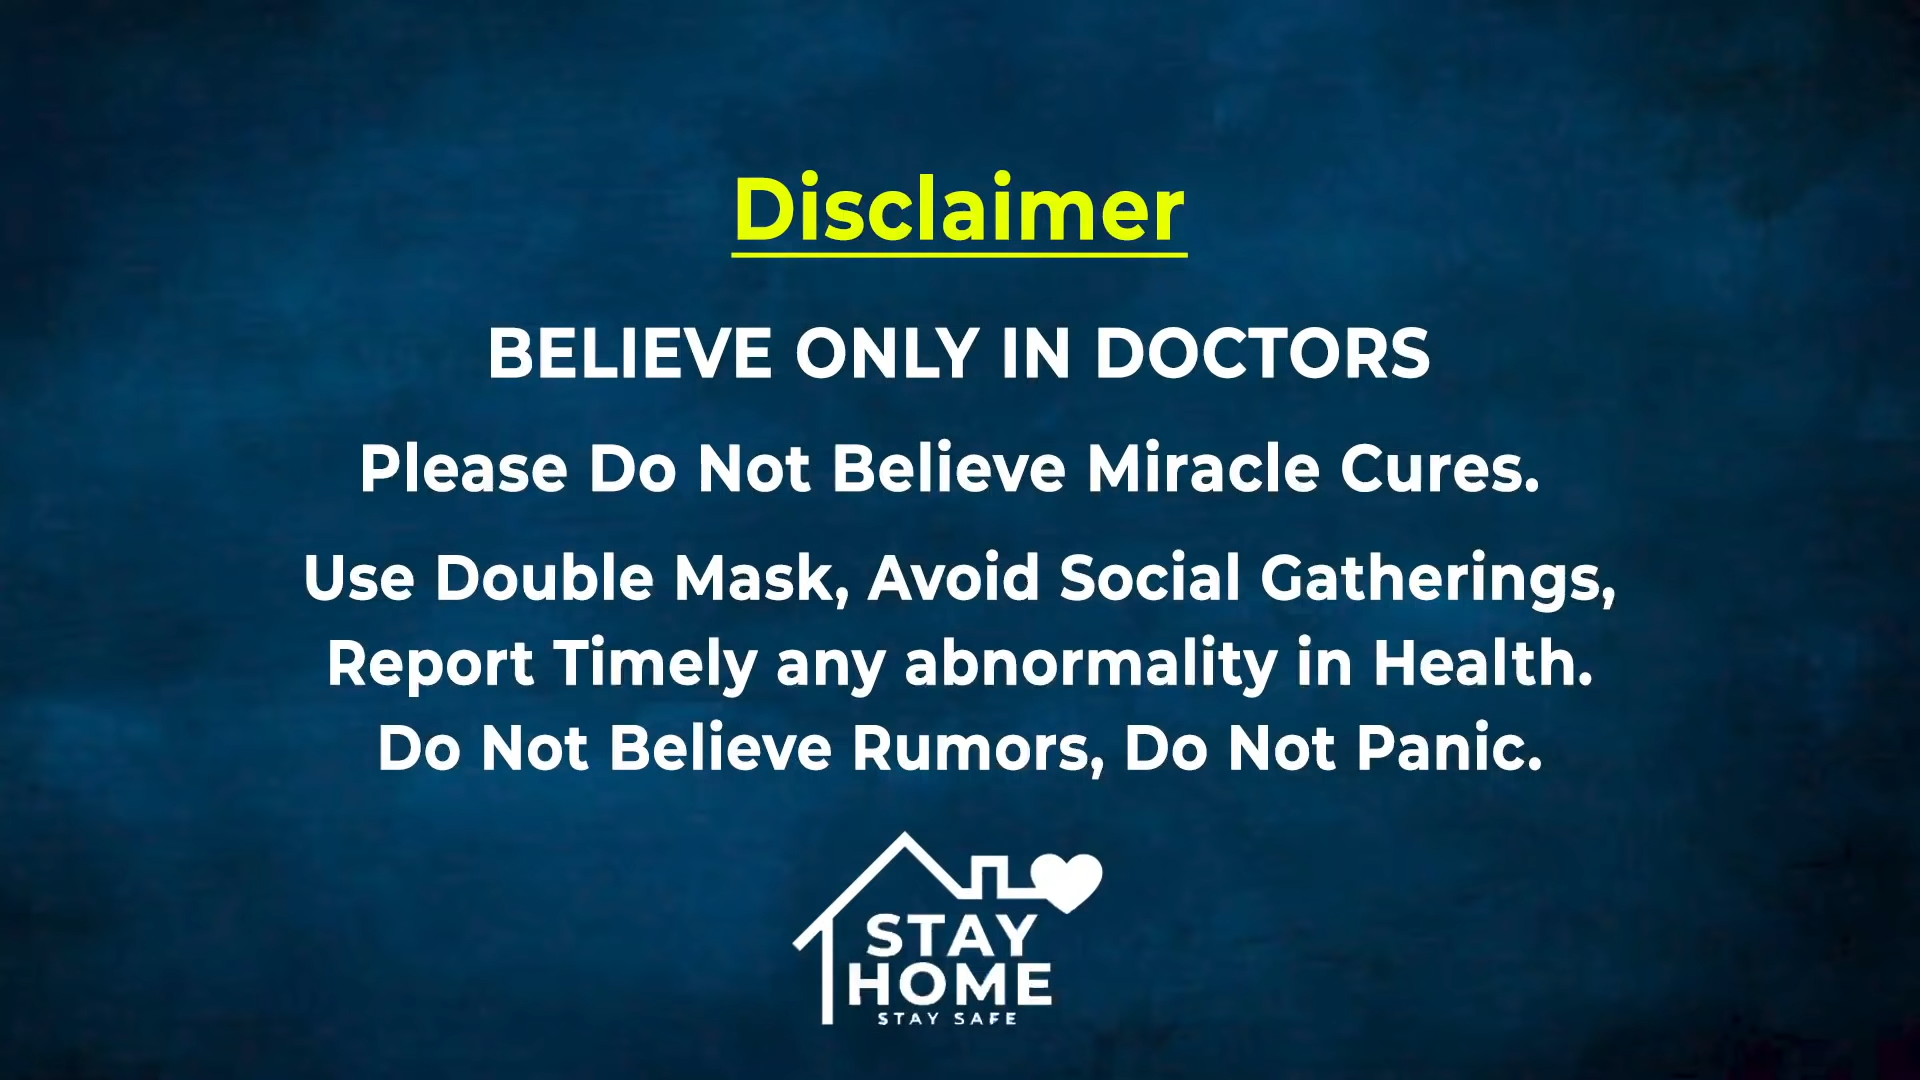 Disclaimer
BELIEVE ONLY IN DOCTORS
Please Do Not Believe Miracle Cures.
Use Double Mask, Avoid Social Gatherings,
Report Timely any abnormality in Health.
Do Not Believe Rumors, Do Not Panic.
STAY
HOME
STAY SAFE